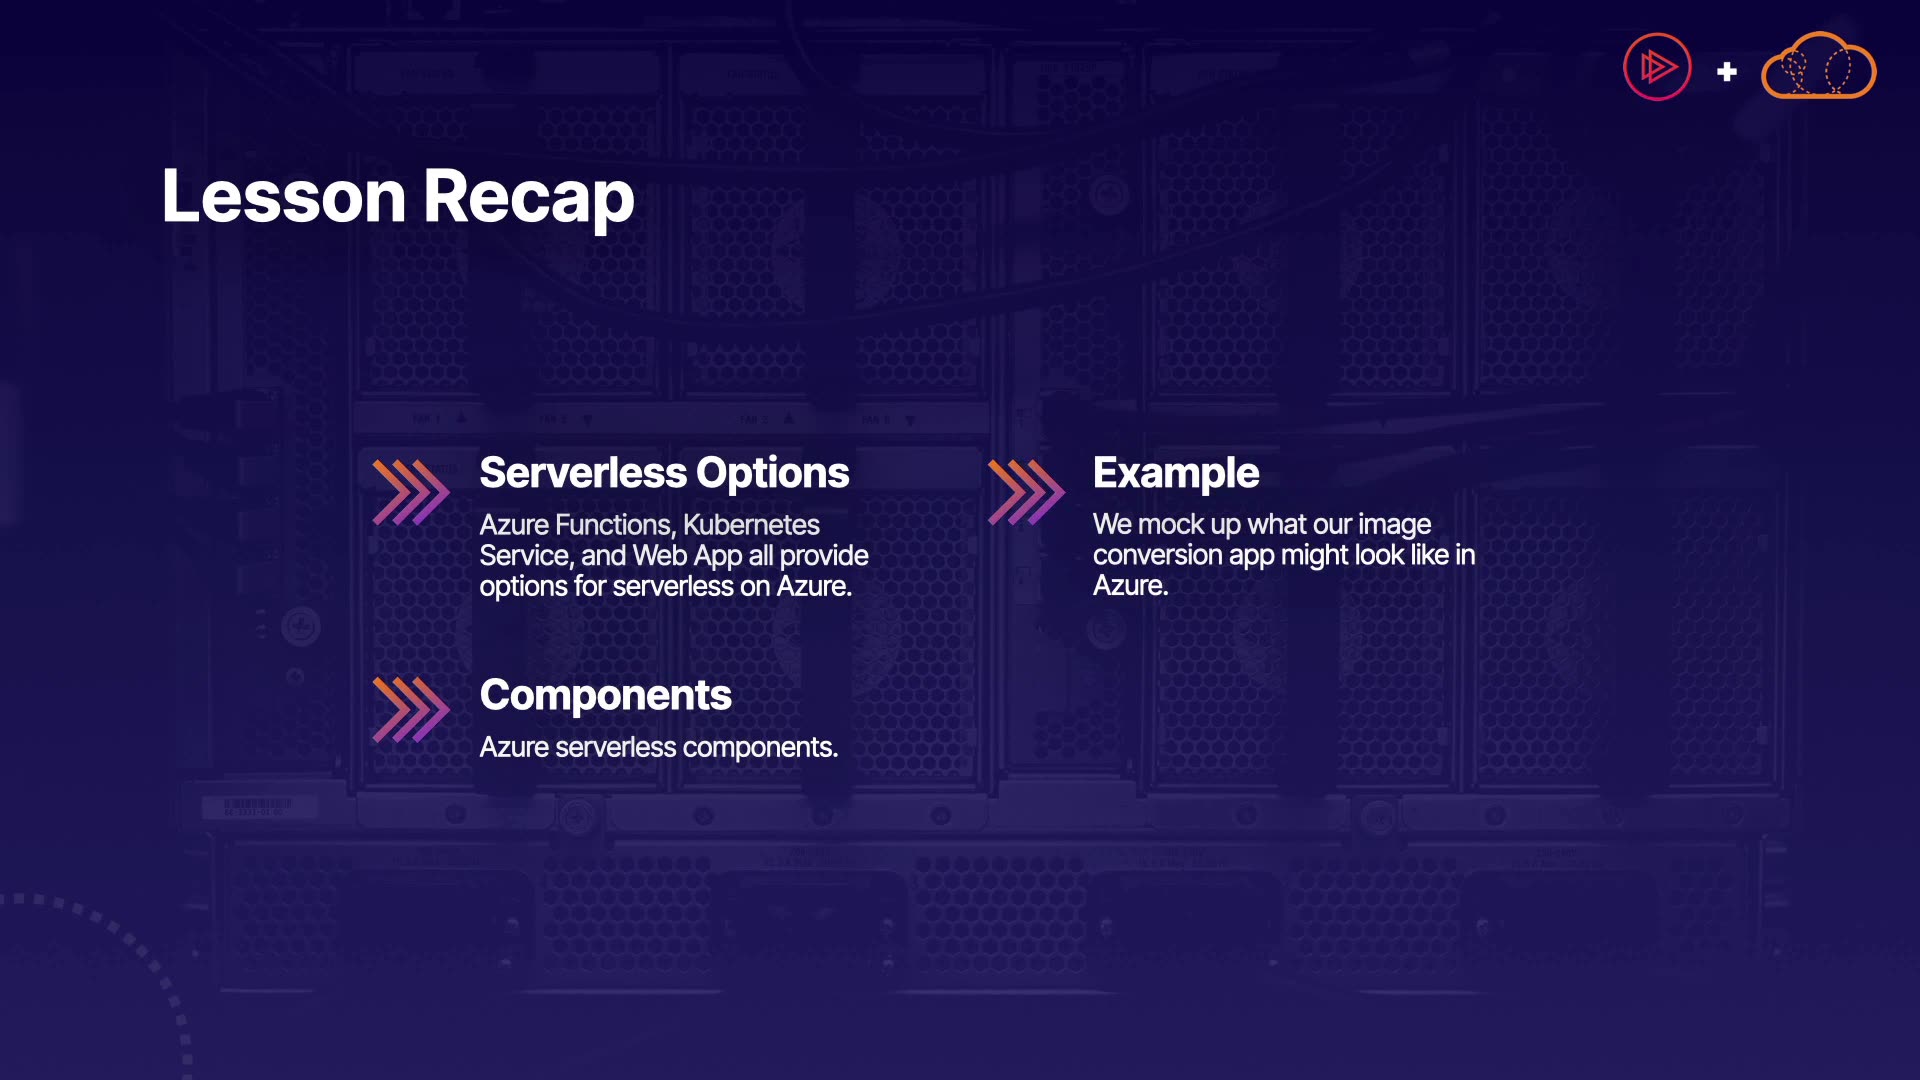 Lesson Recap
Serverless Options
Azure Functions, Kubernetes
Service, and Web App all provide
options for serverless on Azure.
Components
Azure serverless components.
Example
We mock up what our image
conversion app might look like in
Azure.